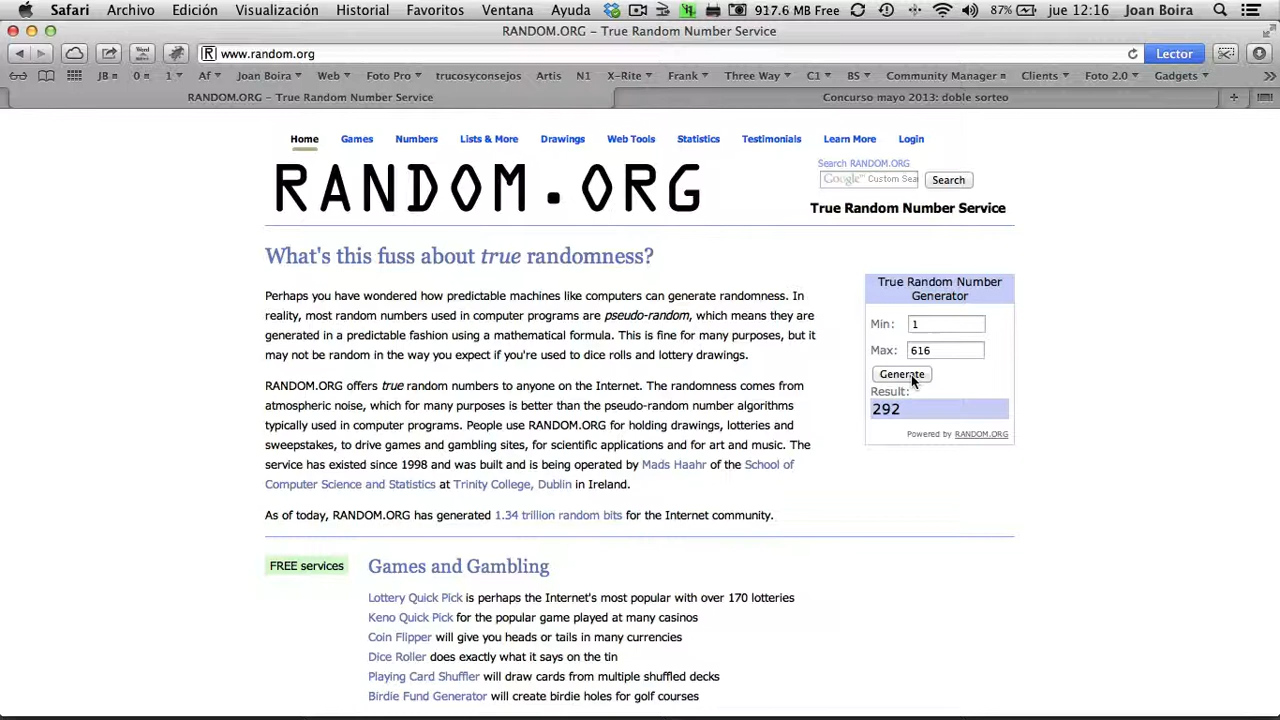 Safari Archivo Edición Visualización Historial Favoritos Ventana Ayuda 917.6 MB Free 87% jue 12:16 Joan Boira
RANDOM.ORG – True Random Number Service
www.random.org Lector
JB 0 1 Af Joan Boira Web Foto Pro trucosyconsejos Artis N1 X-Rite Frank Three Way C1 BS Community Manager Clients Foto 2.0 Gadgets
RANDOM.ORG – True Random Number Service Concurso mayo 2013: doble sorteo
Home Games Numbers Lists & More Drawings Web Tools Statistics Testimonials Learn More Login
RANDOM.ORG
Search RANDOM.ORG
Google™ Custom Sea Search
True Random Number Service
What's this fuss about true randomness?
Perhaps you have wondered how predictable machines like computers can generate randomness. In
reality, most random numbers used in computer programs are pseudo-random, which means they are
generated in a predictable fashion using a mathematical formula. This is fine for many purposes, but it
may not be random in the way you expect if you're used to dice rolls and lottery drawings.
RANDOM.ORG offers true random numbers to anyone on the Internet. The randomness comes from
atmospheric noise, which for many purposes is better than the pseudo-random number algorithms
typically used in computer programs. People use RANDOM.ORG for holding drawings, lotteries and
sweepstakes, to drive games and gambling sites, for scientific applications and for art and music. The
service has existed since 1998 and was built and is being operated by Mads Haahr of the School of
Computer Science and Statistics at Trinity College, Dublin in Ireland.
As of today, RANDOM.ORG has generated 1.34 trillion random bits for the Internet community.
True Random Number
Generator
Min: 1
Max: 616
Generate
Result:
292
Powered by RANDOM.ORG
FREE services
Games and Gambling
Lottery Quick Pick is perhaps the Internet's most popular with over 170 lotteries
Keno Quick Pick for the popular game played at many casinos
Coin Flipper will give you heads or tails in many currencies
Dice Roller does exactly what it says on the tin
Playing Card Shuffler will draw cards from multiple shuffled decks
Birdie Fund Generator will create birdie holes for golf courses